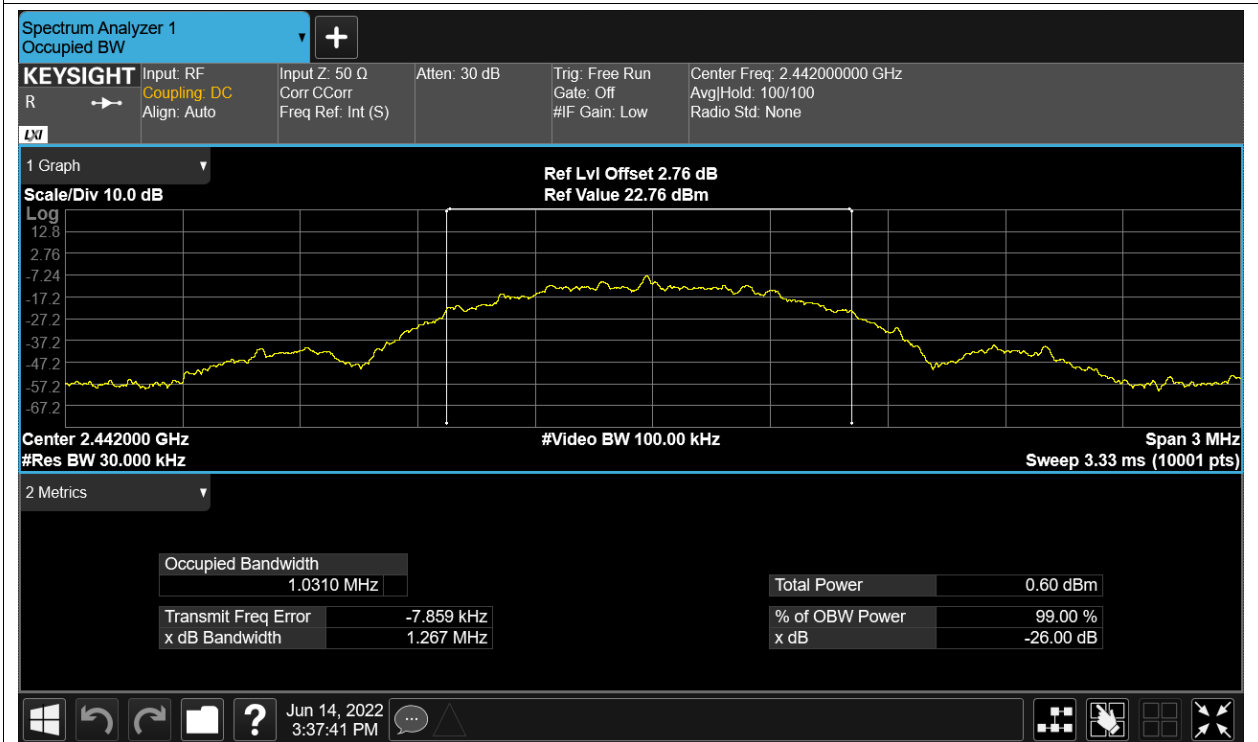 Spectrum Analyzer 1
Occupied BW
KEYSIGHT Input: RF Input Z: 50 Ω Atten: 30 dB Trig: Free Run Center Freq: 2.442000000 GHz
R Coupling: DC Corr CCorr Gate: Off Avg|Hold: 100/100
Align: Auto Freq Ref: Int (S) #IF Gain: Low Radio Std: None
LXI
1 Graph Ref Lvl Offset 2.76 dB
Scale/Div 10.0 dB Ref Value 22.76 dBm
Log
12.8
2.76
-7.24
-17.2
-27.2
-37.2
-47.2
-57.2
-67.2
Center 2.442000 GHz #Video BW 100.00 kHz Span 3 MHz
#Res BW 30.000 kHz Sweep 3.33 ms (10001 pts)
2 Metrics
Occupied Bandwidth
1.0310 MHz Total Power 0.60 dBm
Transmit Freq Error -7.859 kHz % of OBW Power 99.00 %
x dB Bandwidth 1.267 MHz x dB -26.00 dB
? Jun 14, 2022
3:37:41 PM